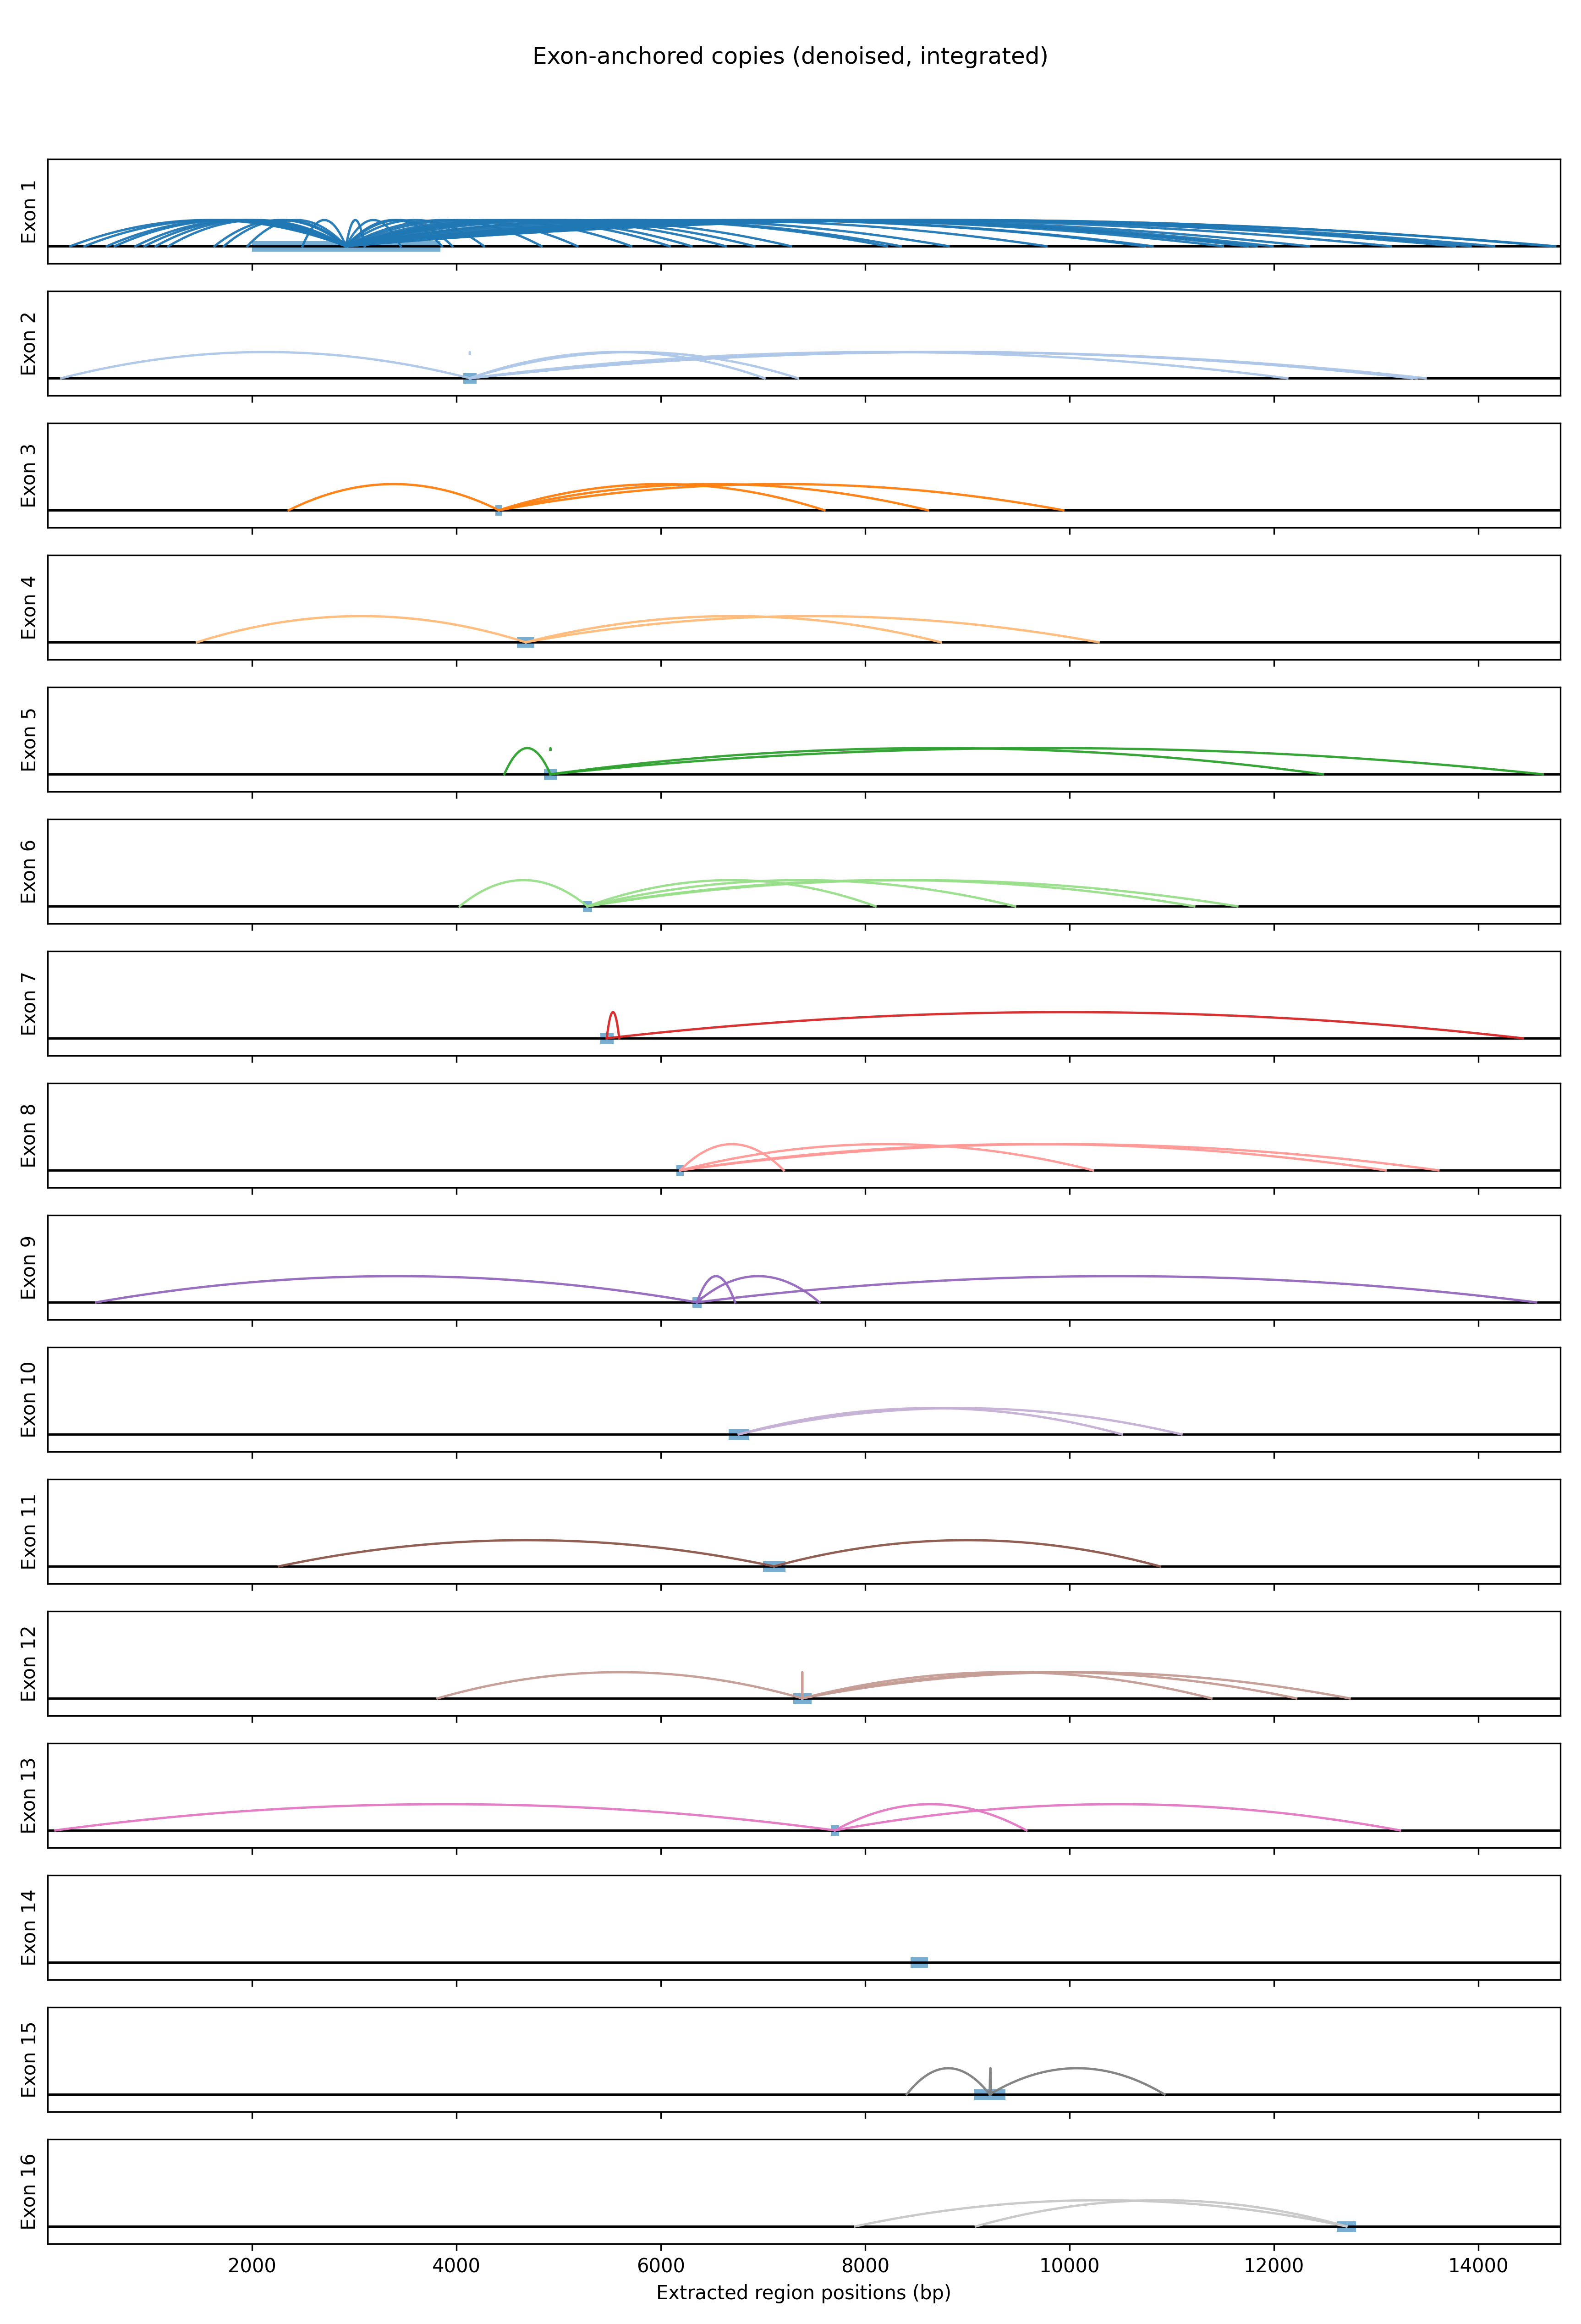 Exon-anchored copies (denoised, integrated)
Exon 1
Exon 2
Exon 3
Exon 4
Exon 5
Exon 6
Exon 7
Exon 8
Exon 9
Exon 10
Exon 11
Exon 12
Exon 13
Exon 14
Exon 15
Exon 16
2000 4000 6000 8000 10000 12000 14000
Extracted region positions (bp)